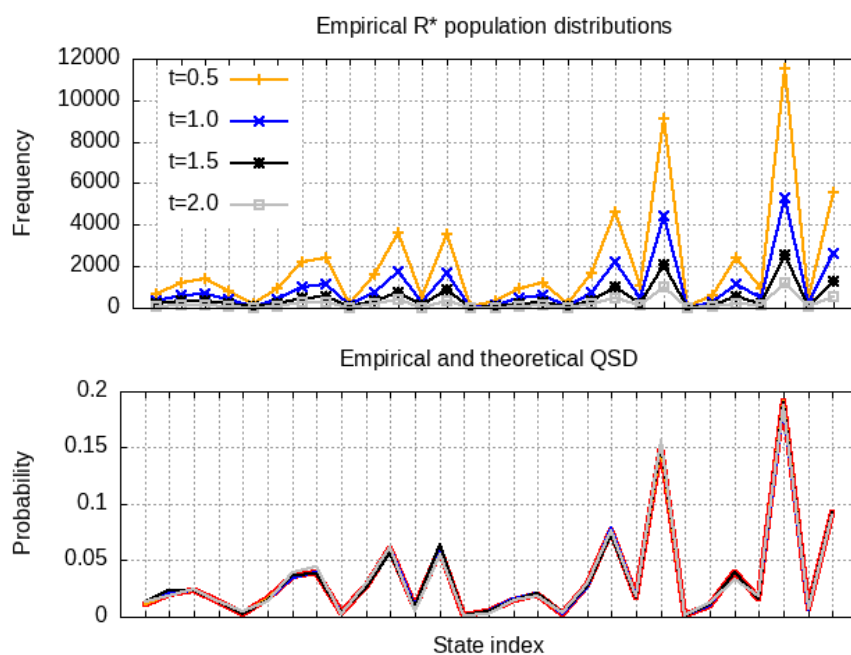 Empirical R* population distributions
12000
10000
8000
6000
4000
2000
0
Frequency
t=0.5
t=1.0
t=1.5
t=2.0
Empirical and theoretical QSD
0.2
0.15
0.1
0.05
0
Probability
State index